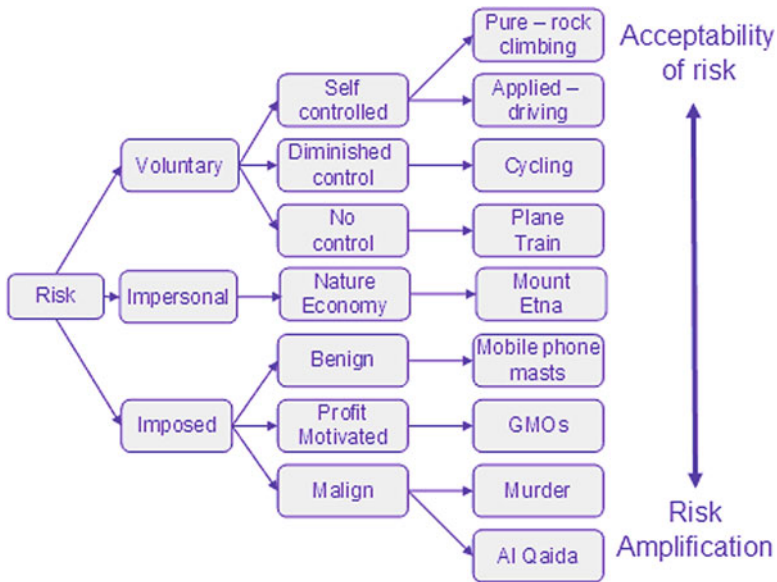 Pure – rock
climbing
Acceptability
of risk
Self
controlled
Applied –
driving
Voluntary
Diminished
control
Cycling
No
control
Plane
Train
Risk
Impersonal
Nature
Economy
Mount
Etna
Benign
Mobile phone
masts
Imposed
Profit
Motivated
GMOs
Malign
Murder
Risk
Amplification
Al Qaida